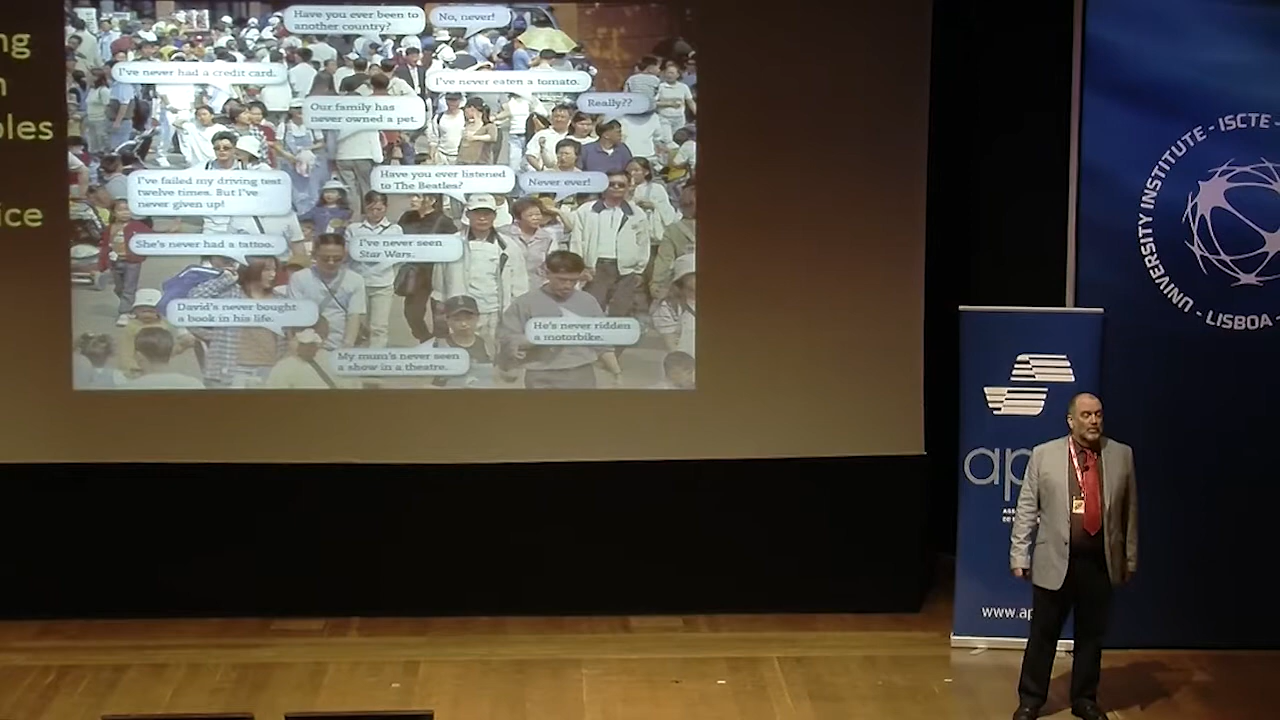 ng
n
ples
ice
Have you ever been to
another country?
No, never!
I've never had a credit card.
I've never eaten a tomato.
Our family has
never owned a pet.
Really??
I've failed my driving test
twelve times. But I've
never given up!
Have you ever listened
to The Beatles?
Never ever!
She's never had a tattoo.
I've never seen
Star Wars.
David's never bought
a book in his life.
He's never ridden
a motorbike.
My mum's never seen
a show in a theatre.
UNIVERSITY INSTITUTE - ISCTE -
- LISBOA -
ap
ASS
www.ap